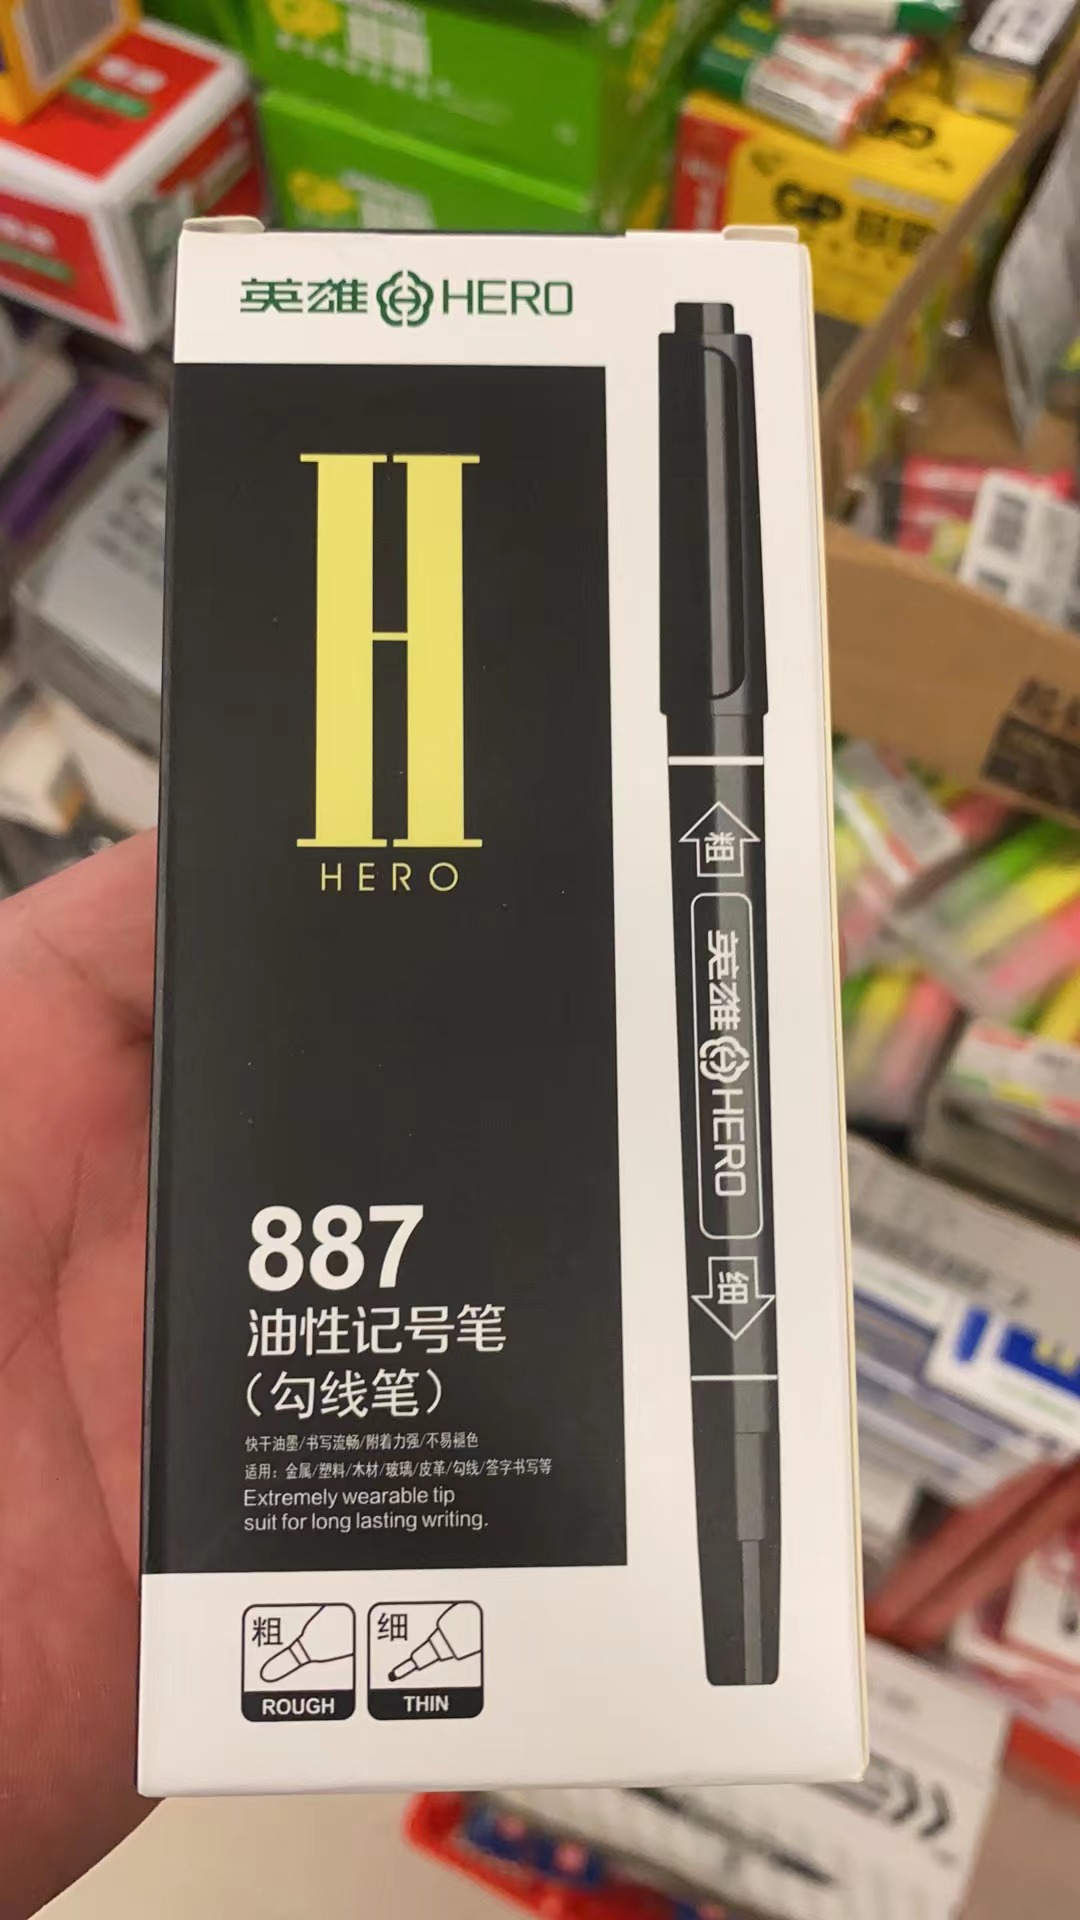 英雄 HERO
HERO
887
油性记号笔
（勾线笔）
快干油墨/书写流畅/附着力强/不易褪色
适用：金属/塑料/木材/玻璃/皮革/勾线/签字书写等
Extremely wearable tip
suit for long lasting writing.
粗
ROUGH
细
THIN
粗
英雄 HERO
细
GP 超霸